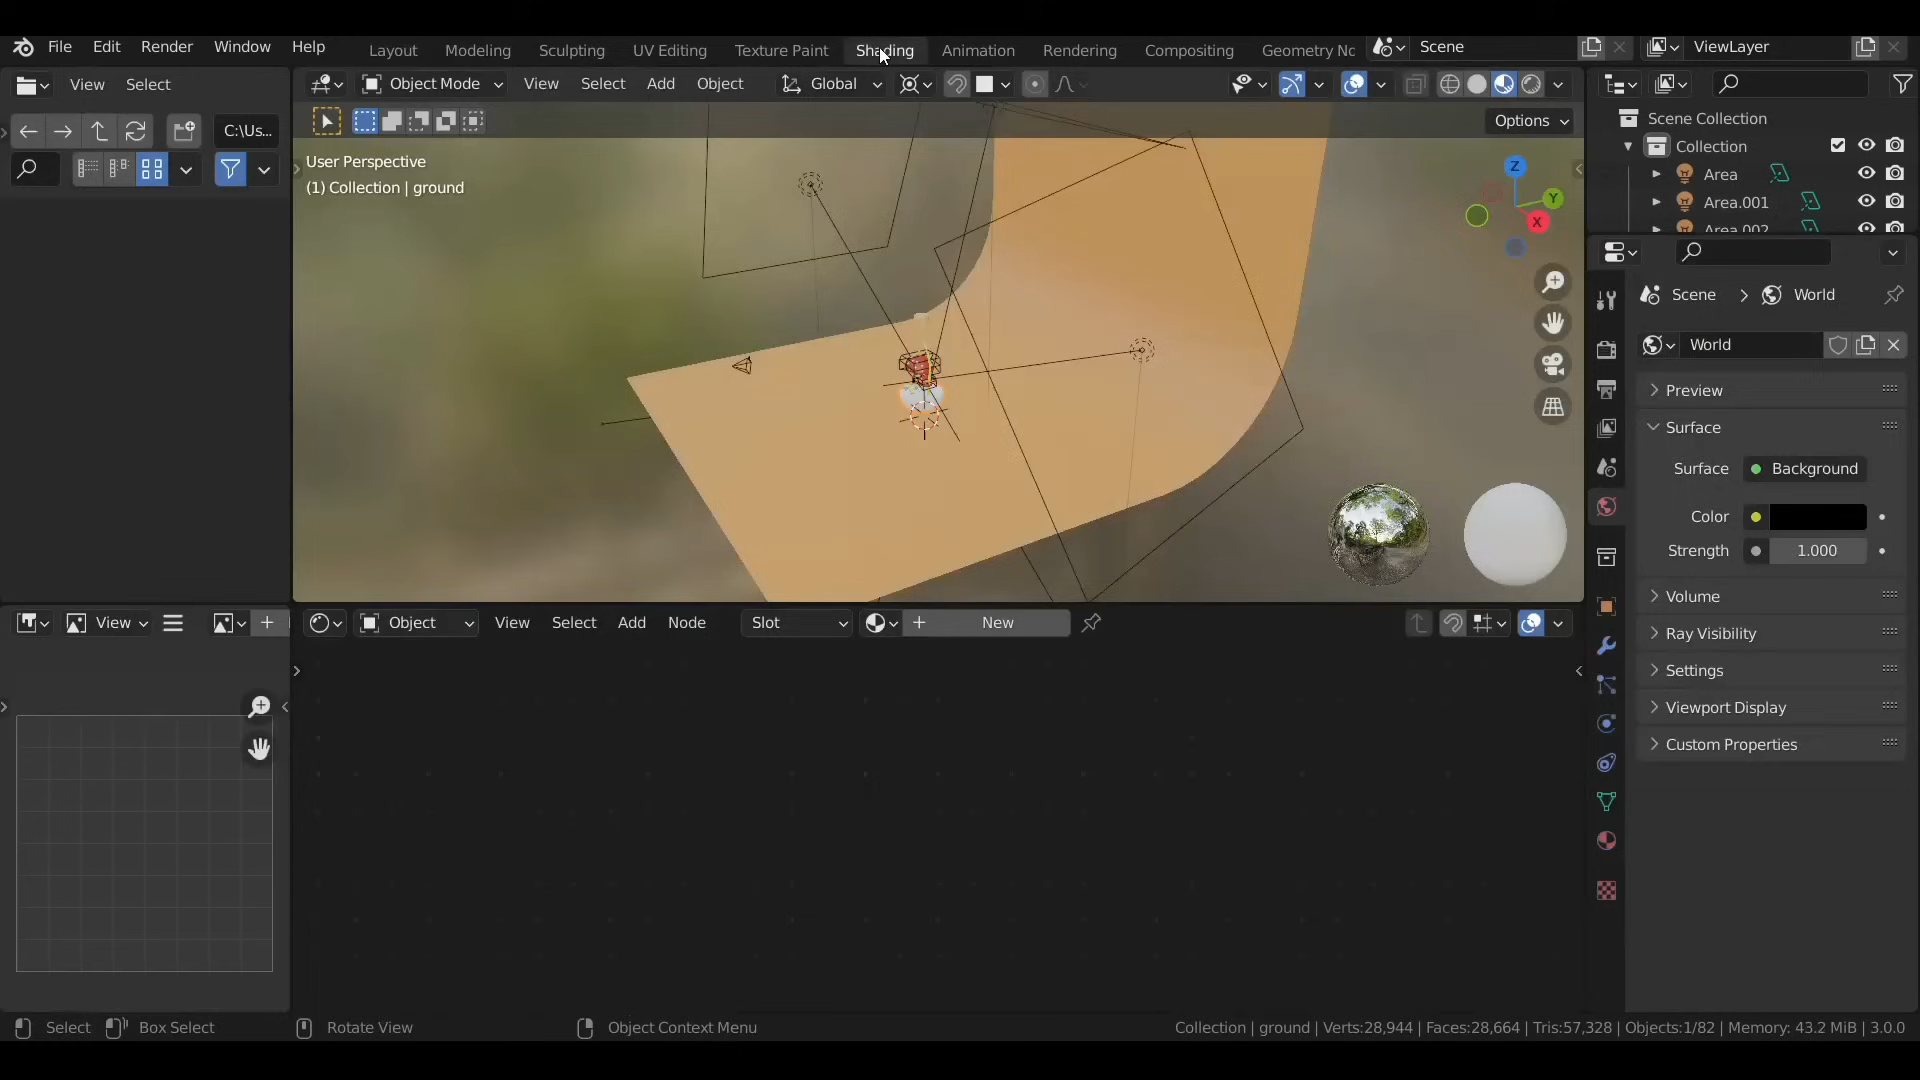 File Edit Render Window Help Layout Modeling Sculpting UV Editing Texture Paint Shading Animation Rendering Compositing Geometry Nc Scene ViewLayer
View Select Object Mode View Select Add Object Global
C:\Us... Options
User Perspective
(1) Collection | ground
Z
Y
X
Scene Collection
Collection
Area
Area.001
Area.002
Scene > World
World
Preview
Surface
Surface Background
Color
Strength 1.000
Volume
Ray Visibility
Settings
Viewport Display
Custom Properties
View Object View Select Add Node Slot New
Select Box Select Rotate View Object Context Menu Collection | ground | Verts:28,944 | Faces:28,664 | Tris:57,328 | Objects:1/82 | Memory: 43.2 MiB | 3.0.0